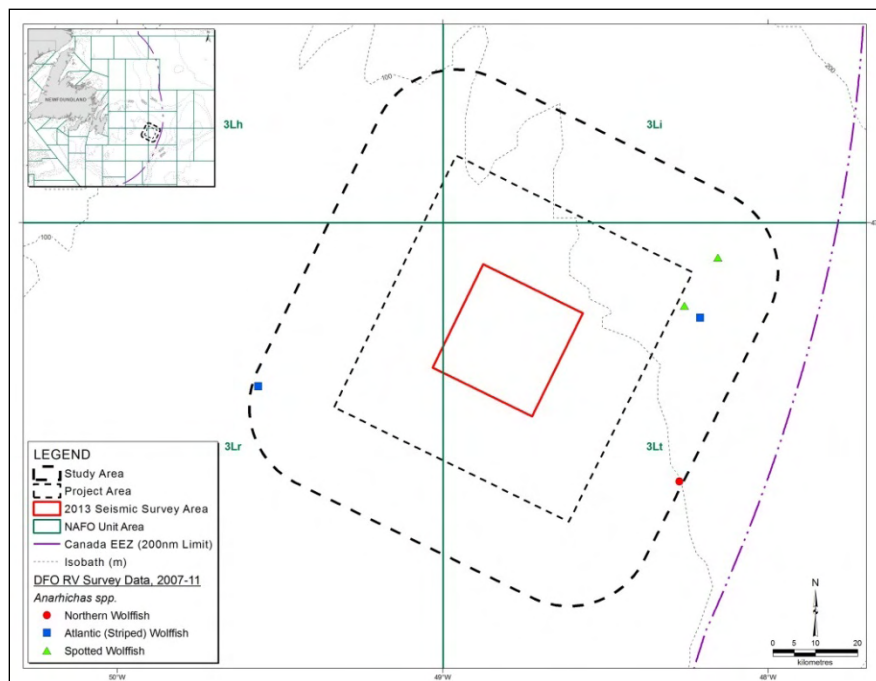 NEWFOUNDLAND
100
200
3Lh
3Li
100
47
3Lr
3Lt
LEGEND
Study Area
Project Area
2013 Seismic Survey Area
NAFO Unit Area
Canada EEZ (200nm Limit)
Isobath (m)
DFO RV Survey Data, 2007-11
Anarhichas spp.
Northern Wolffish
Atlantic (Striped) Wolffish
Spotted Wolffish
N
0 5 10 20
kilometres
50°W
49°W
48°W